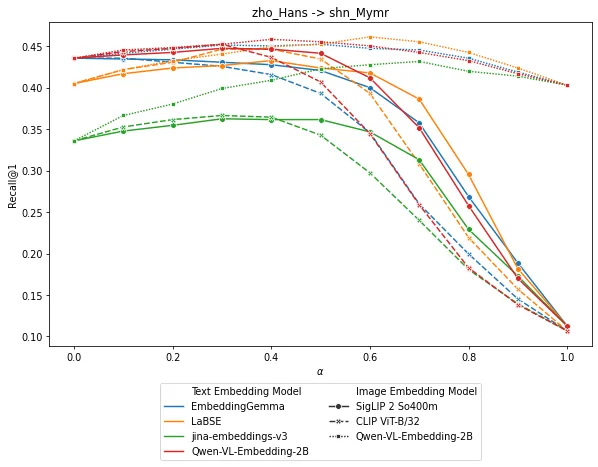 zho_Hans -> shn_Mymr
Recall@1
0.45
0.40
0.35
0.30
0.25
0.20
0.15
0.10
0.0
0.2
0.4
0.6
0.8
1.0
α
Text Embedding Model
EmbeddingGemma
LaBSE
jina-embeddings-v3
Qwen-VL-Embedding-2B
Image Embedding Model
SigLIP 2 So400m
CLIP ViT-B/32
Qwen-VL-Embedding-2B